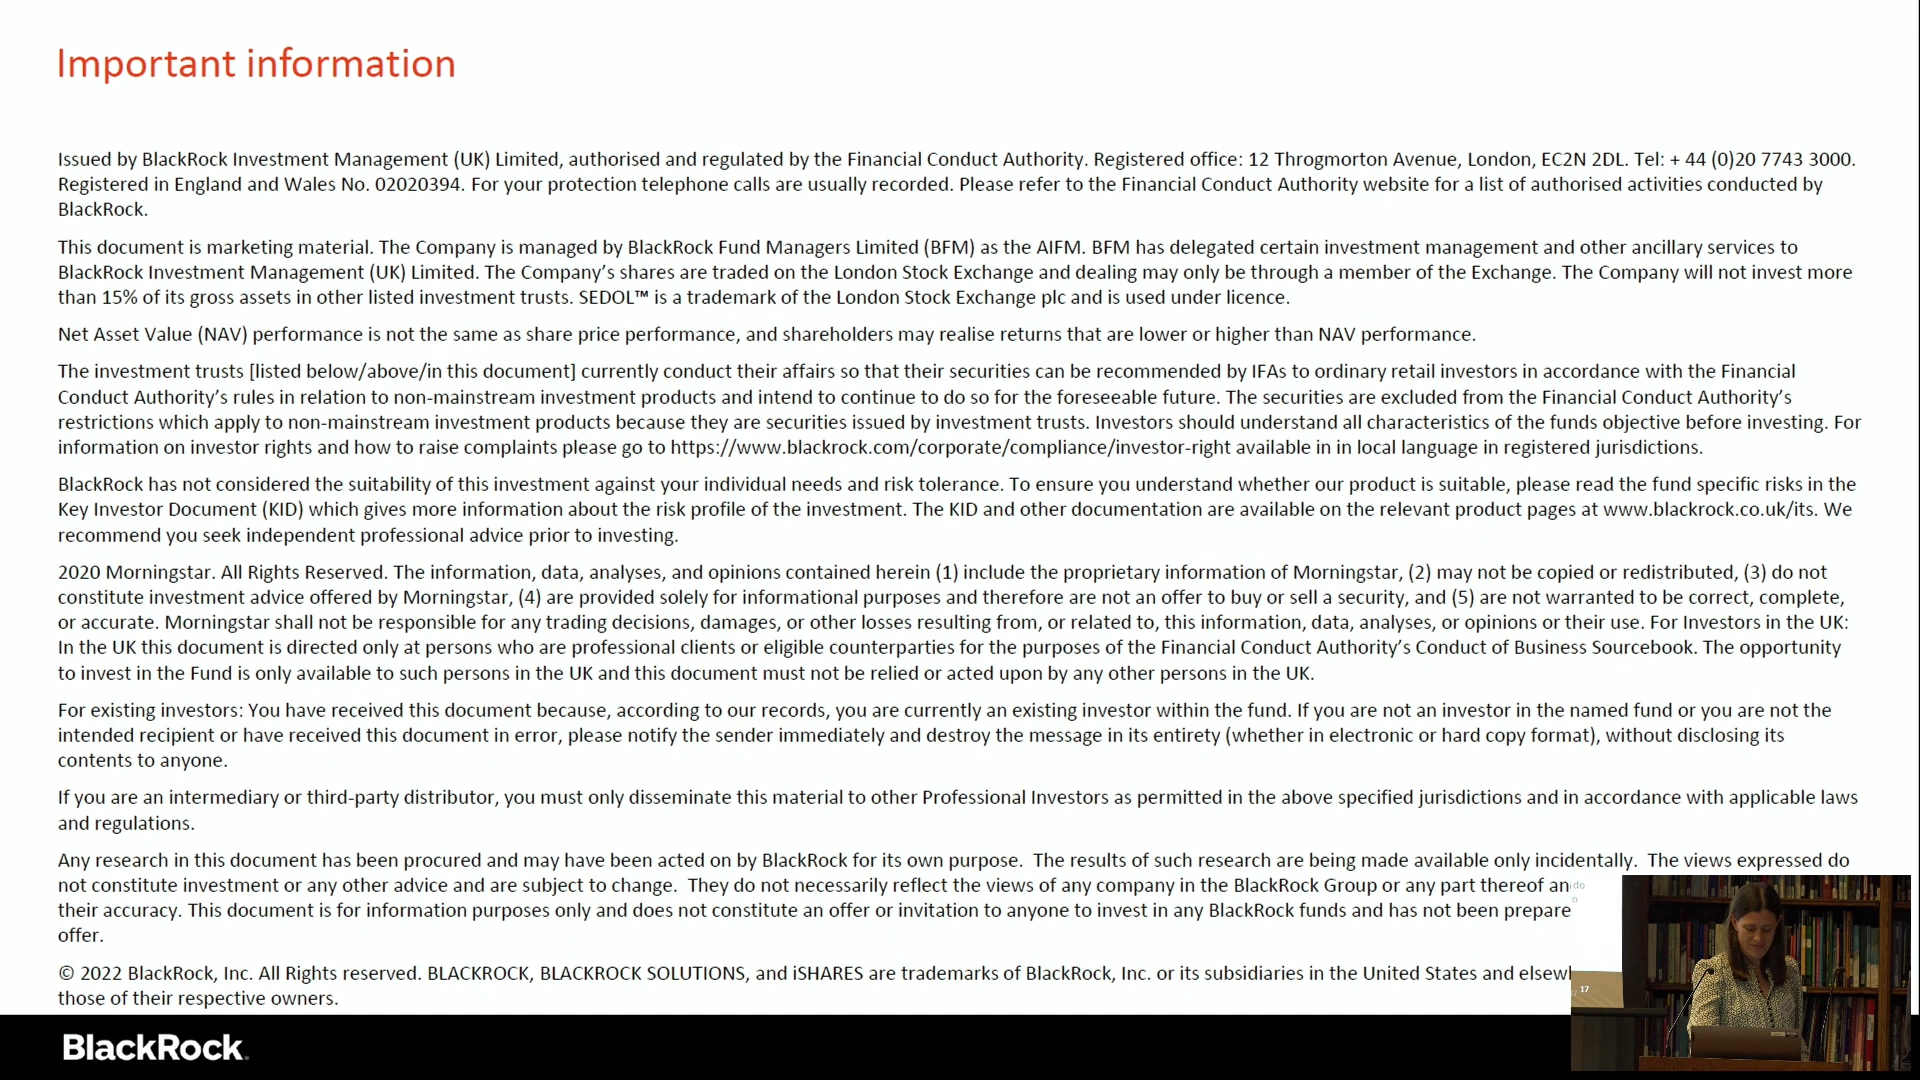 Important information
Issued by BlackRock Investment Management (UK) Limited, authorised and regulated by the Financial Conduct Authority. Registered office: 12 Throgmorton Avenue, London, EC2N 2DL. Tel: + 44 (0)20 7743 3000.
Registered in England and Wales No. 02020394. For your protection telephone calls are usually recorded. Please refer to the Financial Conduct Authority website for a list of authorised activities conducted by
BlackRock.
This document is marketing material. The Company is managed by BlackRock Fund Managers Limited (BFM) as the AIFM. BFM has delegated certain investment management and other ancillary services to
BlackRock Investment Management (UK) Limited. The Company’s shares are traded on the London Stock Exchange and dealing may only be through a member of the Exchange. The Company will not invest more
than 15% of its gross assets in other listed investment trusts. SEDOL™ is a trademark of the London Stock Exchange plc and is used under licence.
Net Asset Value (NAV) performance is not the same as share price performance, and shareholders may realise returns that are lower or higher than NAV performance.
The investment trusts [listed below/above/in this document] currently conduct their affairs so that their securities can be recommended by IFAs to ordinary retail investors in accordance with the Financial
Conduct Authority’s rules in relation to non-mainstream investment products and intend to continue to do so for the foreseeable future. The securities are excluded from the Financial Conduct Authority’s
restrictions which apply to non-mainstream investment products because they are securities issued by investment trusts. Investors should understand all characteristics of the funds objective before investing. For
information on investor rights and how to raise complaints please go to https://www.blackrock.com/corporate/compliance/investor-right available in in local language in registered jurisdictions.
BlackRock has not considered the suitability of this investment against your individual needs and risk tolerance. To ensure you understand whether our product is suitable, please read the fund specific risks in the
Key Investor Document (KID) which gives more information about the risk profile of the investment. The KID and other documentation are available on the relevant product pages at www.blackrock.co.uk/its. We
recommend you seek independent professional advice prior to investing.
2020 Morningstar. All Rights Reserved. The information, data, analyses, and opinions contained herein (1) include the proprietary information of Morningstar, (2) may not be copied or redistributed, (3) do not
constitute investment advice offered by Morningstar, (4) are provided solely for informational purposes and therefore are not an offer to buy or sell a security, and (5) are not warranted to be correct, complete,
or accurate. Morningstar shall not be responsible for any trading decisions, damages, or other losses resulting from, or related to, this information, data, analyses, or opinions or their use. For Investors in the UK:
In the UK this document is directed only at persons who are professional clients or eligible counterparties for the purposes of the Financial Conduct Authority’s Conduct of Business Sourcebook. The opportunity
to invest in the Fund is only available to such persons in the UK and this document must not be relied or acted upon by any other persons in the UK.
For existing investors: You have received this document because, according to our records, you are currently an existing investor within the fund. If you are not an investor in the named fund or you are not the
intended recipient or have received this document in error, please notify the sender immediately and destroy the message in its entirety (whether in electronic or hard copy format), without disclosing its
contents to anyone.
If you are an intermediary or third-party distributor, you must only disseminate this material to other Professional Investors as permitted in the above specified jurisdictions and in accordance with applicable laws
and regulations.
Any research in this document has been procured and may have been acted on by BlackRock for its own purpose. The results of such research are being made available only incidentally. The views expressed do
not constitute investment or any other advice and are subject to change. They do not necessarily reflect the views of any company in the BlackRock Group or any part thereof an
their accuracy. This document is for information purposes only and does not constitute an offer or invitation to anyone to invest in any BlackRock funds and has not been prepare
offer.
© 2022 BlackRock, Inc. All Rights reserved. BLACKROCK, BLACKROCK SOLUTIONS, and iSHARES are trademarks of BlackRock, Inc. or its subsidiaries in the United States and
those of their respective owners.
17
BlackRock.